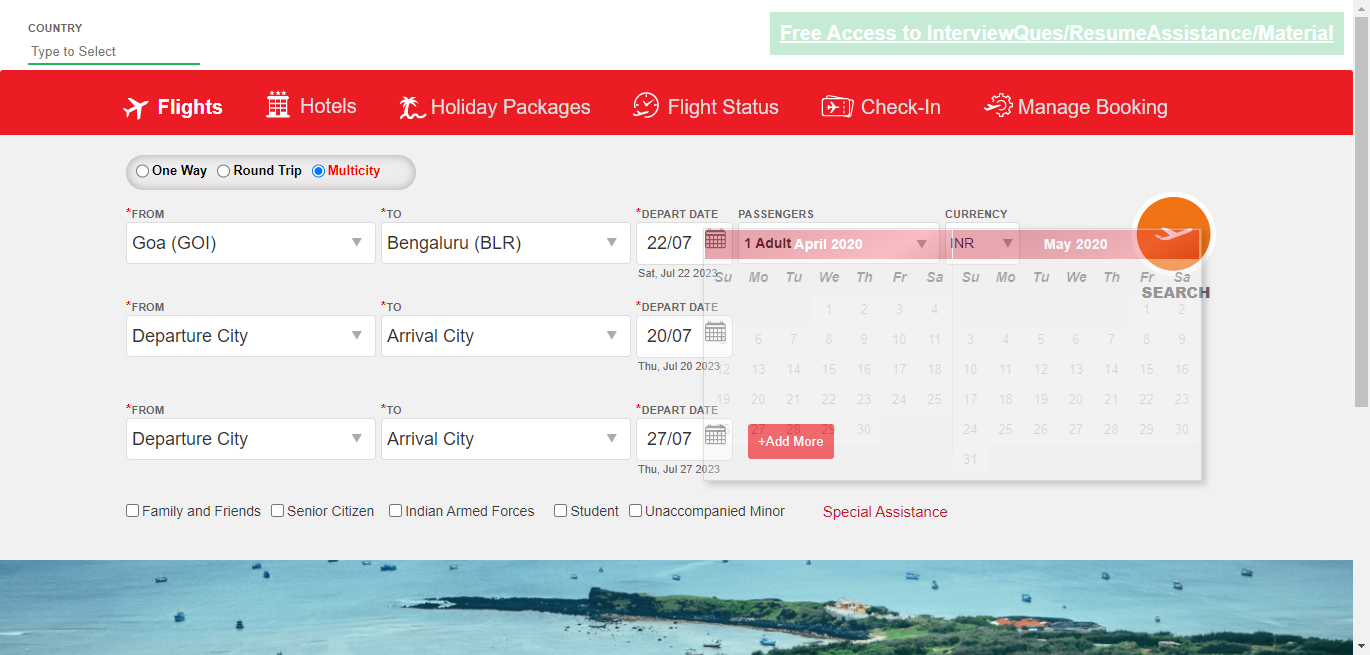 COUNTRY
Type to Select
Free Access to InterviewQues/ResumeAssistance/Material
Flights Hotels Holiday Packages Flight Status Check-In Manage Booking
One Way Round Trip Multicity
*FROM *TO *DEPART DATE PASSENGERS CURRENCY
Goa (GOI) Bengaluru (BLR) 22/07 1 Adult April 2020 INR May 2020
Sat, Jul 22 2023
Su Mo Tu We Th Fr Sa Su Mo Tu We Th Fr Sa
SEARCH
*FROM *TO *DEPART DATE
1 2 3 4 1 2
Departure City Arrival City 20/07
6 7 8 9 10 11 3 4 5 6 7 8 9
Thu, Jul 20 2023
12 13 14 15 16 17 18 10 11 12 13 14 15 16
19 20 21 22 23 24 25 17 18 19 20 21 22 23
*FROM *TO *DEPART DATE
Departure City Arrival City 27/07
27 28 29 30 24 25 26 27 28 29 30
+Add More
31
Thu, Jul 27 2023
Family and Friends Senior Citizen Indian Armed Forces Student Unaccompanied Minor Special Assistance